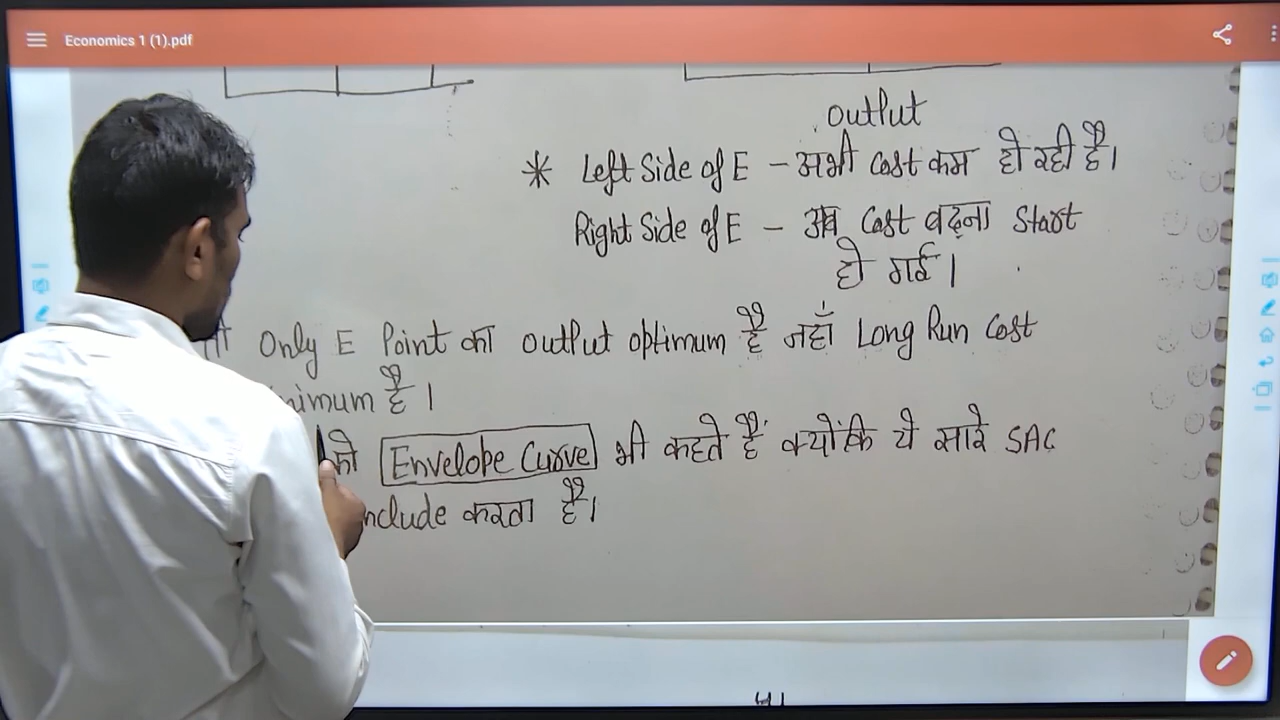 Economics 1 (1).pdf
output
* Left Side of E – अभी Cost कम हो रही है।
Right Side of E – अब Cost बढ़ना Start
हो गई।
Only E Point का output optimum है जहाँ Long Run Cost
nimum है।
को Envelope Curve भी कहते हैं क्योंकि ये सारे SAC
nclude करता है।